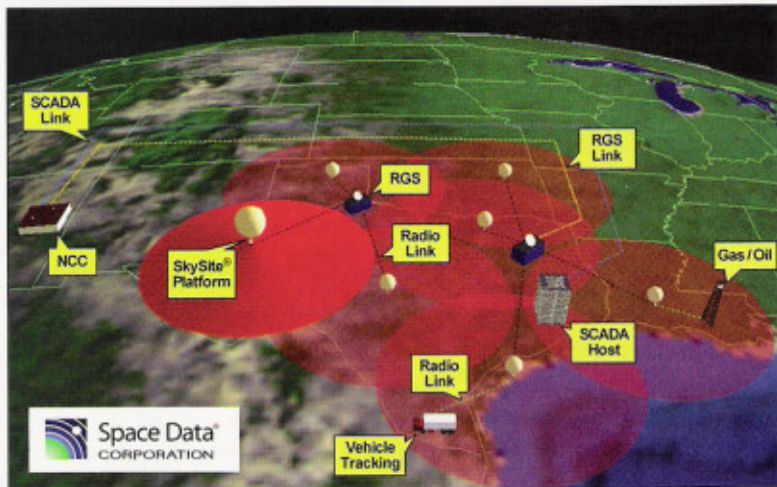 SCADA
Link
RGS
Link
RGS
NCC
SkySite®
Platform
Radio
Link
Gas/Oil
SCADA
Host
Radio
Link
Vehicle
Tracking
Space Data®
CORPORATION